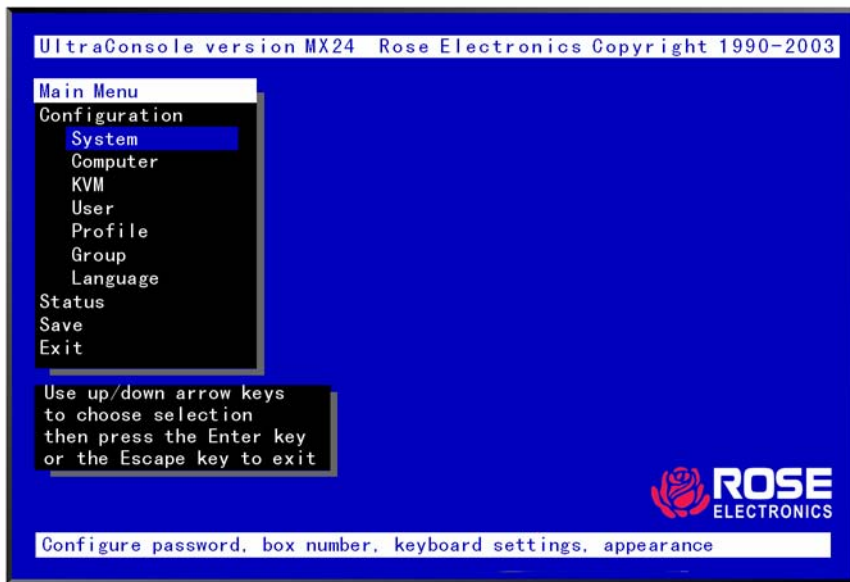 UltraConsole version MX24 Rose Electronics Copyright 1990-2003
Main Menu
Configuration
System
Computer
KVM
User
Profile
Group
Language
Status
Save
Exit
Use up/down arrow keys
to choose selection
then press the Enter key
or the Escape key to exit
ROSE
ELECTRONICS
Configure password, box number, keyboard settings, appearance